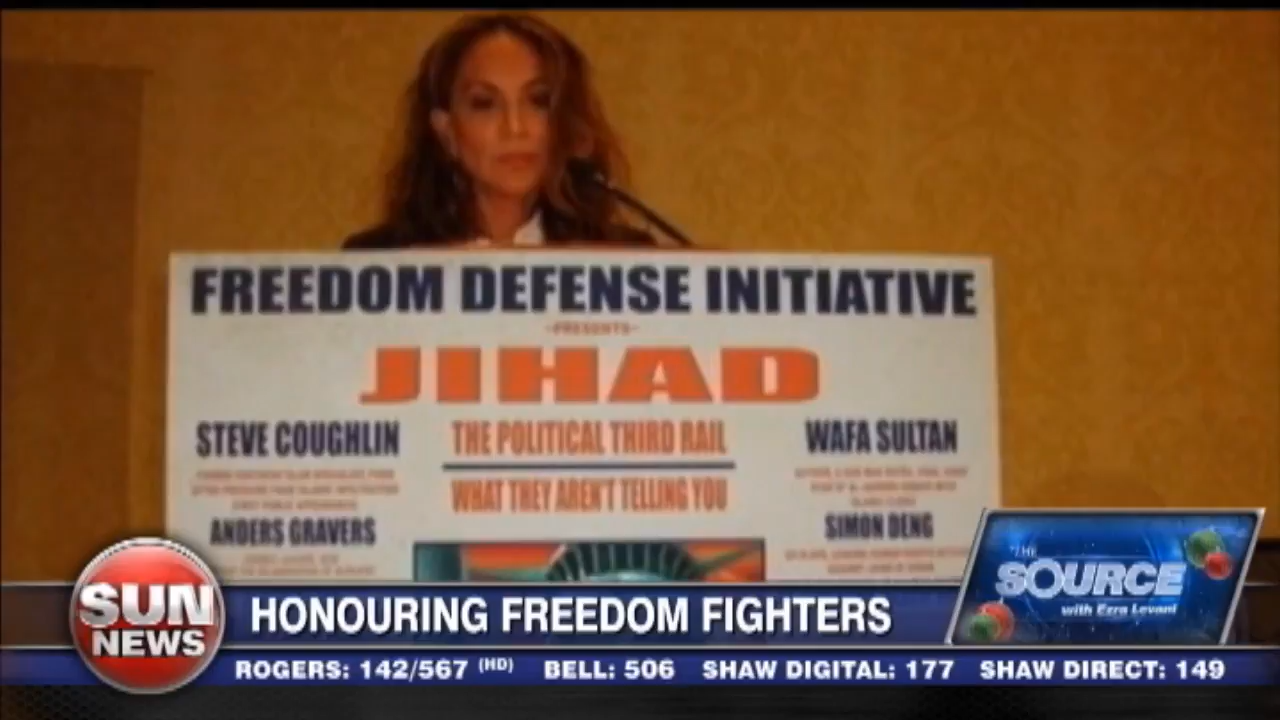 FREEDOM DEFENSE INITIATIVE
-PRESENTS-
JIHAD
STEVE COUGHLIN
THE POLITICAL THIRD RAIL
WAFA SULTAN
WHAT THEY AREN'T TELLING YOU
ANDERS GRAVERS
SIMON DENG
THE
SOURCE
with Ezra Levant
SUN
NEWS
HONOURING FREEDOM FIGHTERS
ROGERS: 142/567 (HD) BELL: 506 SHAW DIGITAL: 177 SHAW DIRECT: 149